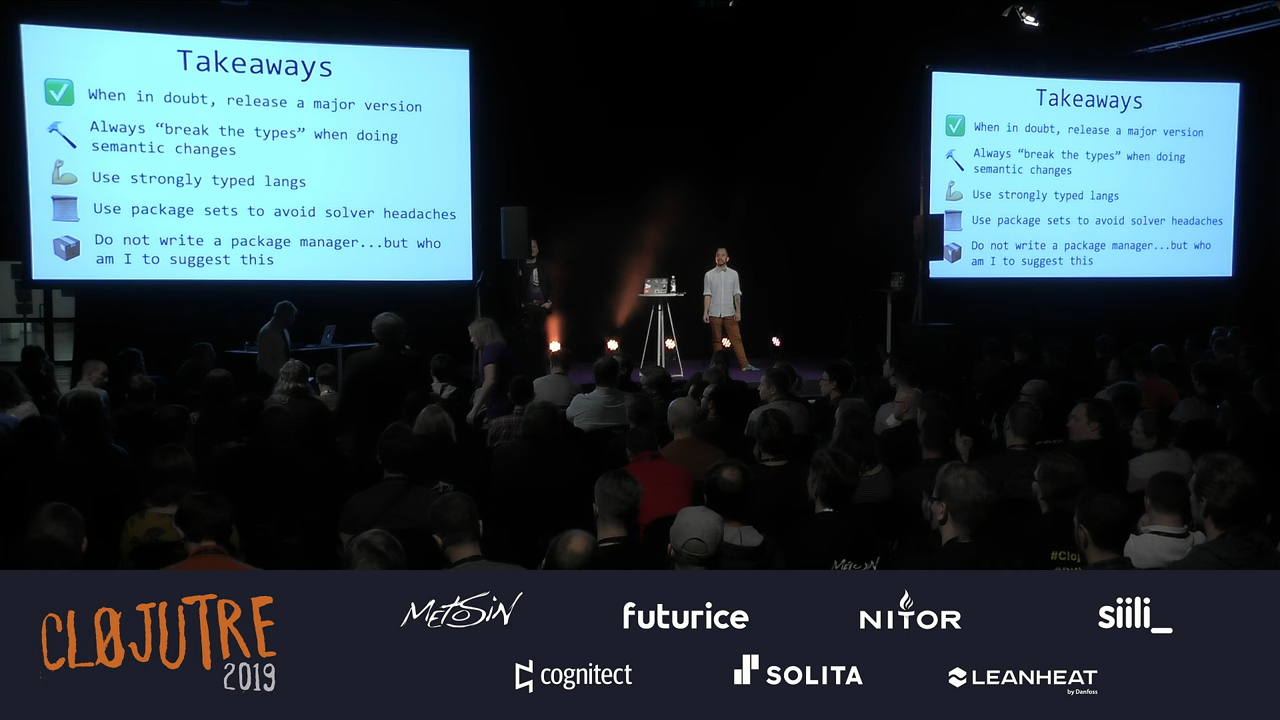 Takeaways
When in doubt, release a major version
Always “break the types” when doing
semantic changes
Use strongly typed langs
Use package sets to avoid solver headaches
Do not write a package manager...but who
am I to suggest this
Takeaways
When in doubt, release a major version
Always “break the types” when doing
semantic changes
Use strongly typed langs
Use package sets to avoid solver headaches
Do not write a package manager...but who
am I to suggest this
METOSIN
#Cloj
CLØJUTRE
2019
METOSIN
futurice
NITOR
siili_
cognitect
SOLITA
LEANHEAT
by Danfoss